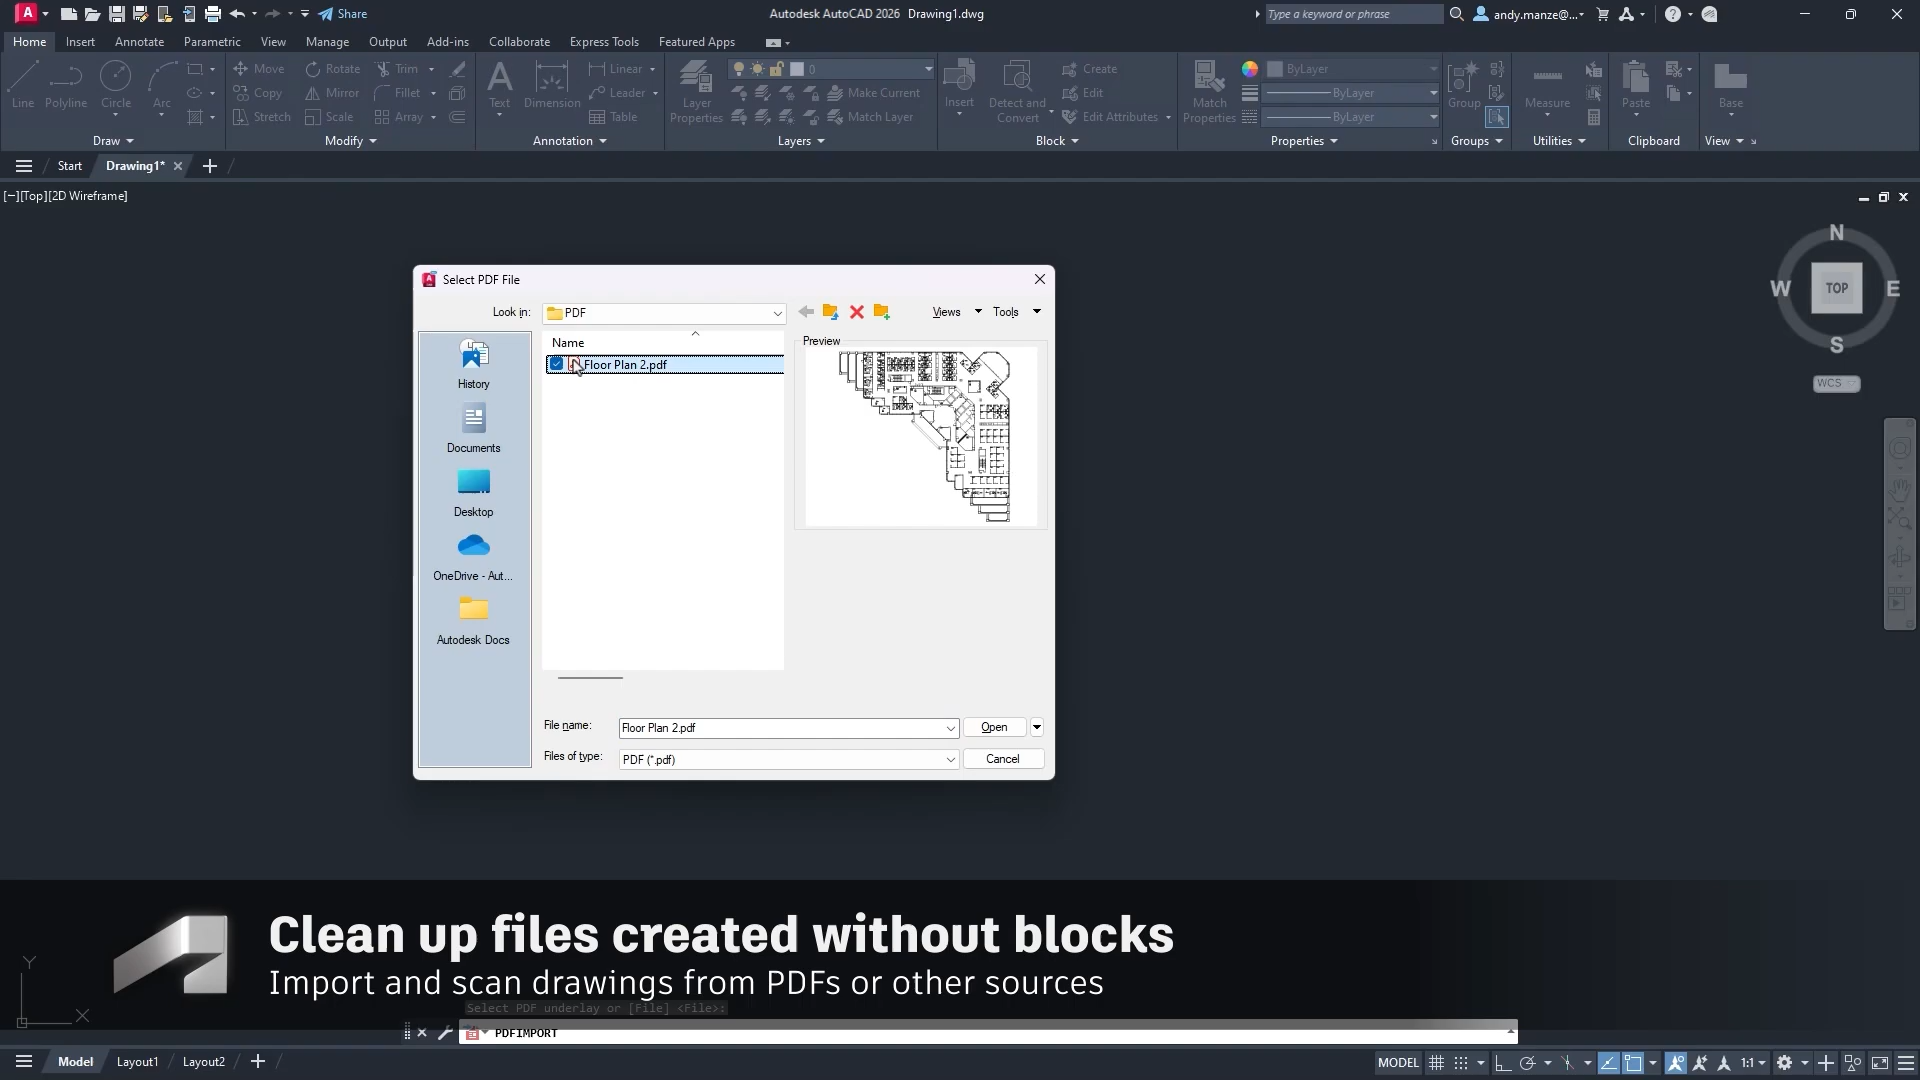 Share
Autodesk AutoCAD 2026 Drawing1.dwg
Type a keyword or phrase
andy.manze@...
Home Insert Annotate Parametric View Manage Output Add-ins Collaborate Express Tools Featured Apps
Line Polyline Circle Arc
Move Rotate Trim
Copy Mirror Fillet
Stretch Scale Array
Text Dimension
Linear
Leader
Table
Layer Properties
0
Make Current
Match Layer
Insert Detect and Convert
Create
Edit
Edit Attributes
Match Properties
ByLayer
ByLayer
ByLayer
Group Measure Paste Base
Draw Modify Annotation Layers Block Properties Groups Utilities Clipboard View
Start Drawing1*
[−][Top][2D Wireframe]
N
W TOP E
S
WCS
Select PDF File
Look in: PDF
Views Tools
Name
Floor Plan 2.pdf
Preview
History
Documents
Desktop
OneDrive - Aut...
Autodesk Docs
File name: Floor Plan 2.pdf Open
Files of type: PDF (*.pdf) Cancel
Clean up files created without blocks
Import and scan drawings from PDFs or other sources
Y
X
Select PDF underlay or [File] <File>:
PDFIMPORT
Model Layout1 Layout2
MODEL 1:1